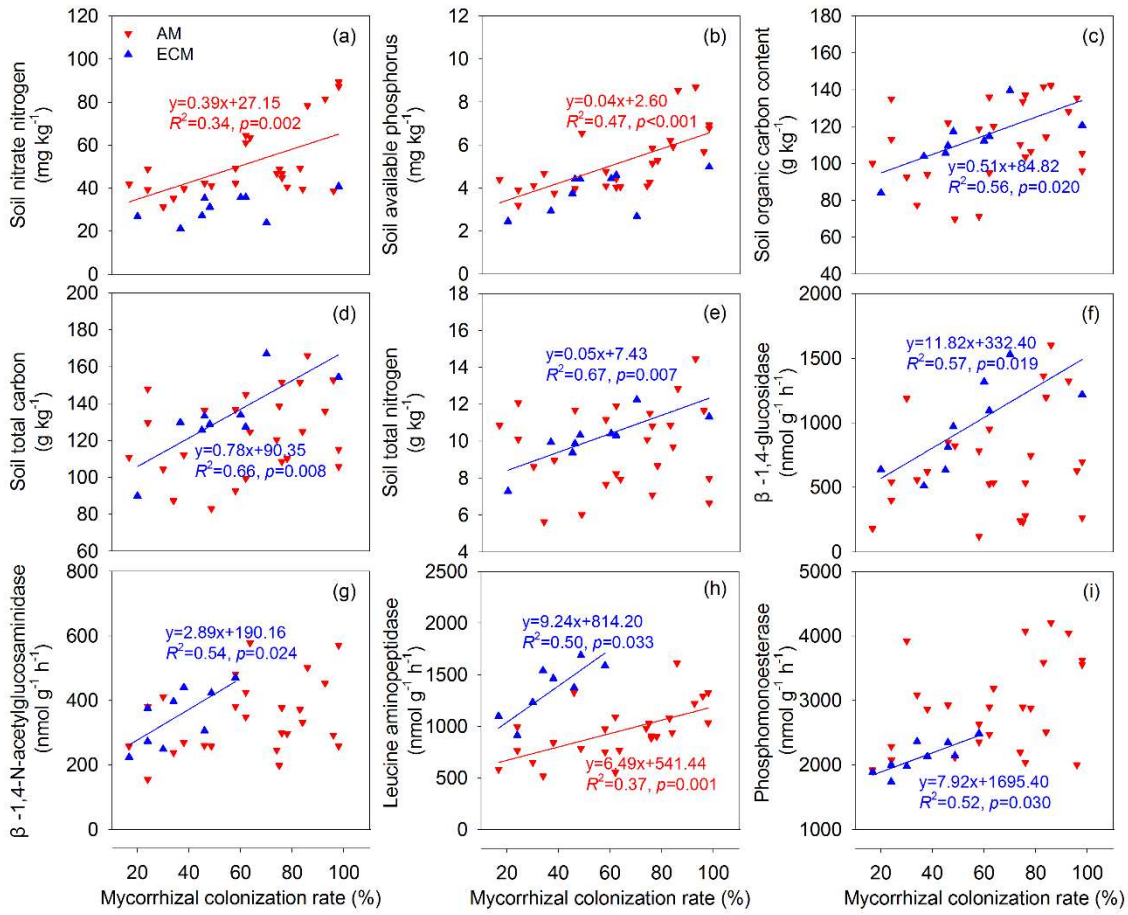 (a)
AM
ECM
y=0.39x+27.15
R²=0.34, p=0.002
Soil nitrate nitrogen
(mg kg⁻¹)
120
100
80
60
40
20
0
(b)
y=0.04x+2.60
R²=0.47, p<0.001
Soil available phosphorus
(mg kg⁻¹)
12
10
8
6
4
2
0
(c)
y=0.51x+84.82
R²=0.56, p=0.020
Soil organic carbon content
(g kg⁻¹)
180
160
140
120
100
80
60
40
(d)
y=0.78x+90.35
R²=0.66, p=0.008
Soil total carbon
(g kg⁻¹)
200
180
160
140
120
100
80
60
(e)
y=0.05x+7.43
R²=0.67, p=0.007
Soil total nitrogen
(g kg⁻¹)
18
16
14
12
10
8
6
4
(f)
y=11.82x+332.40
R²=0.57, p=0.019
β -1,4-glucosidase
(nmol g⁻¹ h⁻¹)
2000
1500
1000
500
0
(g)
y=2.89x+190.16
R²=0.54, p=0.024
β -1,4-N-acetylglucosaminidase
(nmol g⁻¹ h⁻¹)
800
600
400
200
0
20 40 60 80 100
Mycorrhizal colonization rate (%)
(h)
y=9.24x+814.20
R²=0.50, p=0.033
y=6.49x+541.44
R²=0.37, p=0.001
Leucine aminopeptidase
(nmol g⁻¹ h⁻¹)
2500
2000
1500
1000
500
0
20 40 60 80 100
Mycorrhizal colonization rate (%)
(i)
y=7.92x+1695.40
R²=0.52, p=0.030
Phosphomonoesterase
(nmol g⁻¹ h⁻¹)
5000
4000
3000
2000
1000
20 40 60 80 100
Mycorrhizal colonization rate (%)